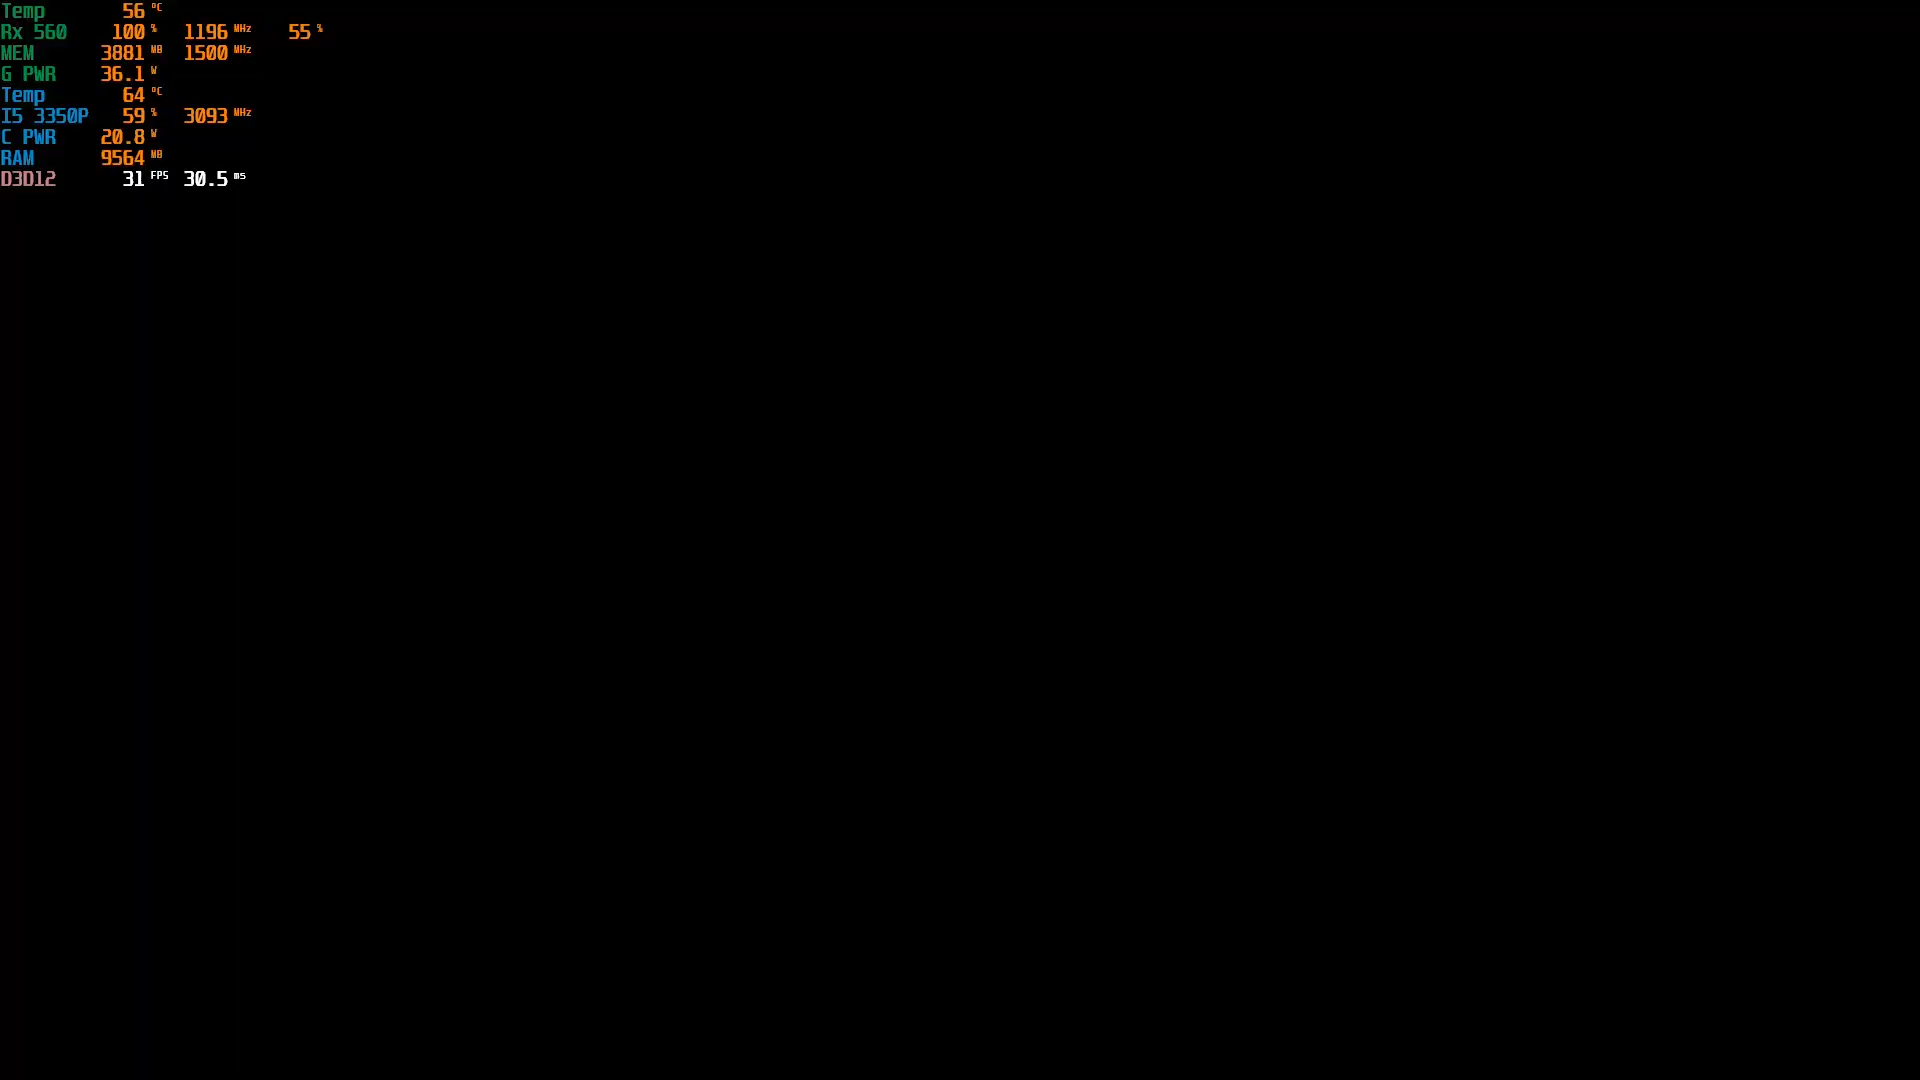 Temp 56 °C
Rx 560 100 % 1196 MHz 55 %
MEM 3881 MB 1500 MHz
G PWR 36.1 W
Temp 64 °C
I5 3350P 59 % 3093 MHz
C PWR 20.8 W
RAM 9564 MB
D3D12 31 FPS 30.5 ms